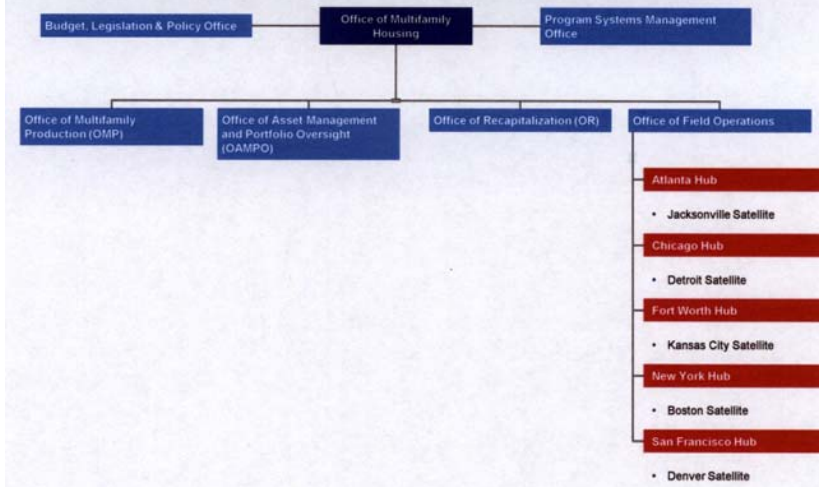 Budget, Legislation & Policy Office
Office of Multifamily
Housing
Program Systems Management
Office
Office of Multifamily
Production (OMP)
Office of Asset Management
and Portfolio Oversight
(OAMPO)
Office of Recapitalization (OR)
Office of Field Operations
Atlanta Hub
• Jacksonville Satellite
Chicago Hub
• Detroit Satellite
Fort Worth Hub
• Kansas City Satellite
New York Hub
• Boston Satellite
San Francisco Hub
• Denver Satellite